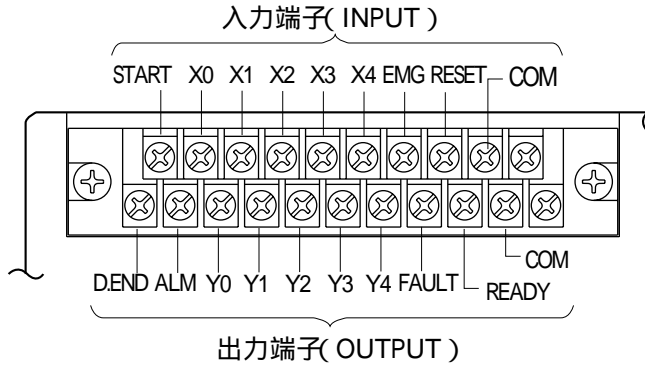 入力端子( INPUT )
START X0 X1 X2 X3 X4 EMG RESET COM
D.END ALM Y0 Y1 Y2 Y3 Y4 FAULT READY COM
出力端子( OUTPUT )